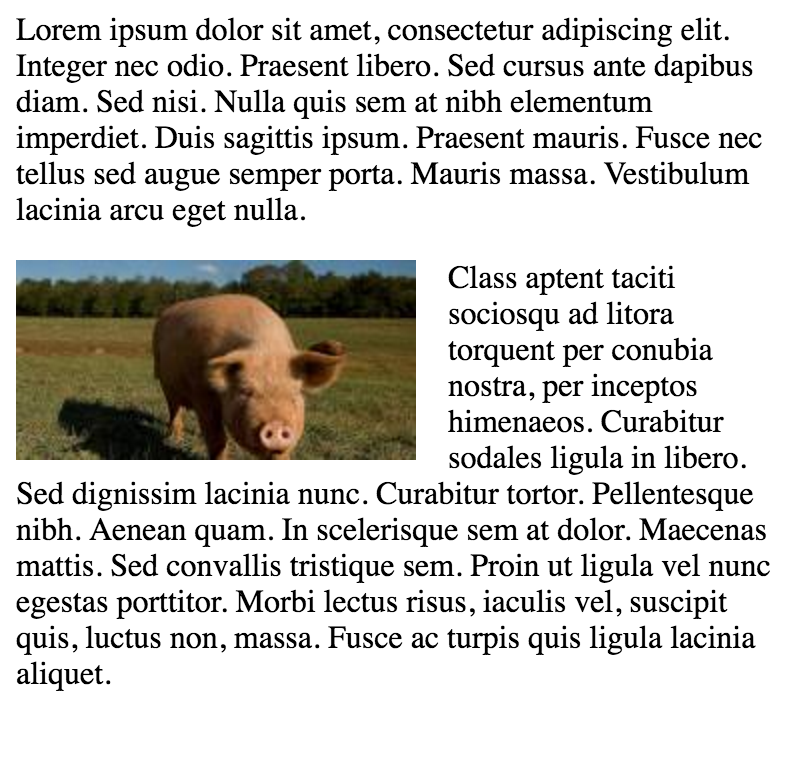 Lorem ipsum dolor sit amet, consectetur adipiscing elit.
Integer nec odio. Praesent libero. Sed cursus ante dapibus
diam. Sed nisi. Nulla quis sem at nibh elementum
imperdiet. Duis sagittis ipsum. Praesent mauris. Fusce nec
tellus sed augue semper porta. Mauris massa. Vestibulum
lacinia arcu eget nulla.
Class aptent taciti
sociosqu ad litora
torquent per conubia
nostra, per inceptos
himenaeos. Curabitur
sodales ligula in libero.
Sed dignissim lacinia nunc. Curabitur tortor. Pellentesque
nibh. Aenean quam. In scelerisque sem at dolor. Maecenas
mattis. Sed convallis tristique sem. Proin ut ligula vel nunc
egestas porttitor. Morbi lectus risus, iaculis vel, suscipit
quis, luctus non, massa. Fusce ac turpis quis ligula lacinia
aliquet.